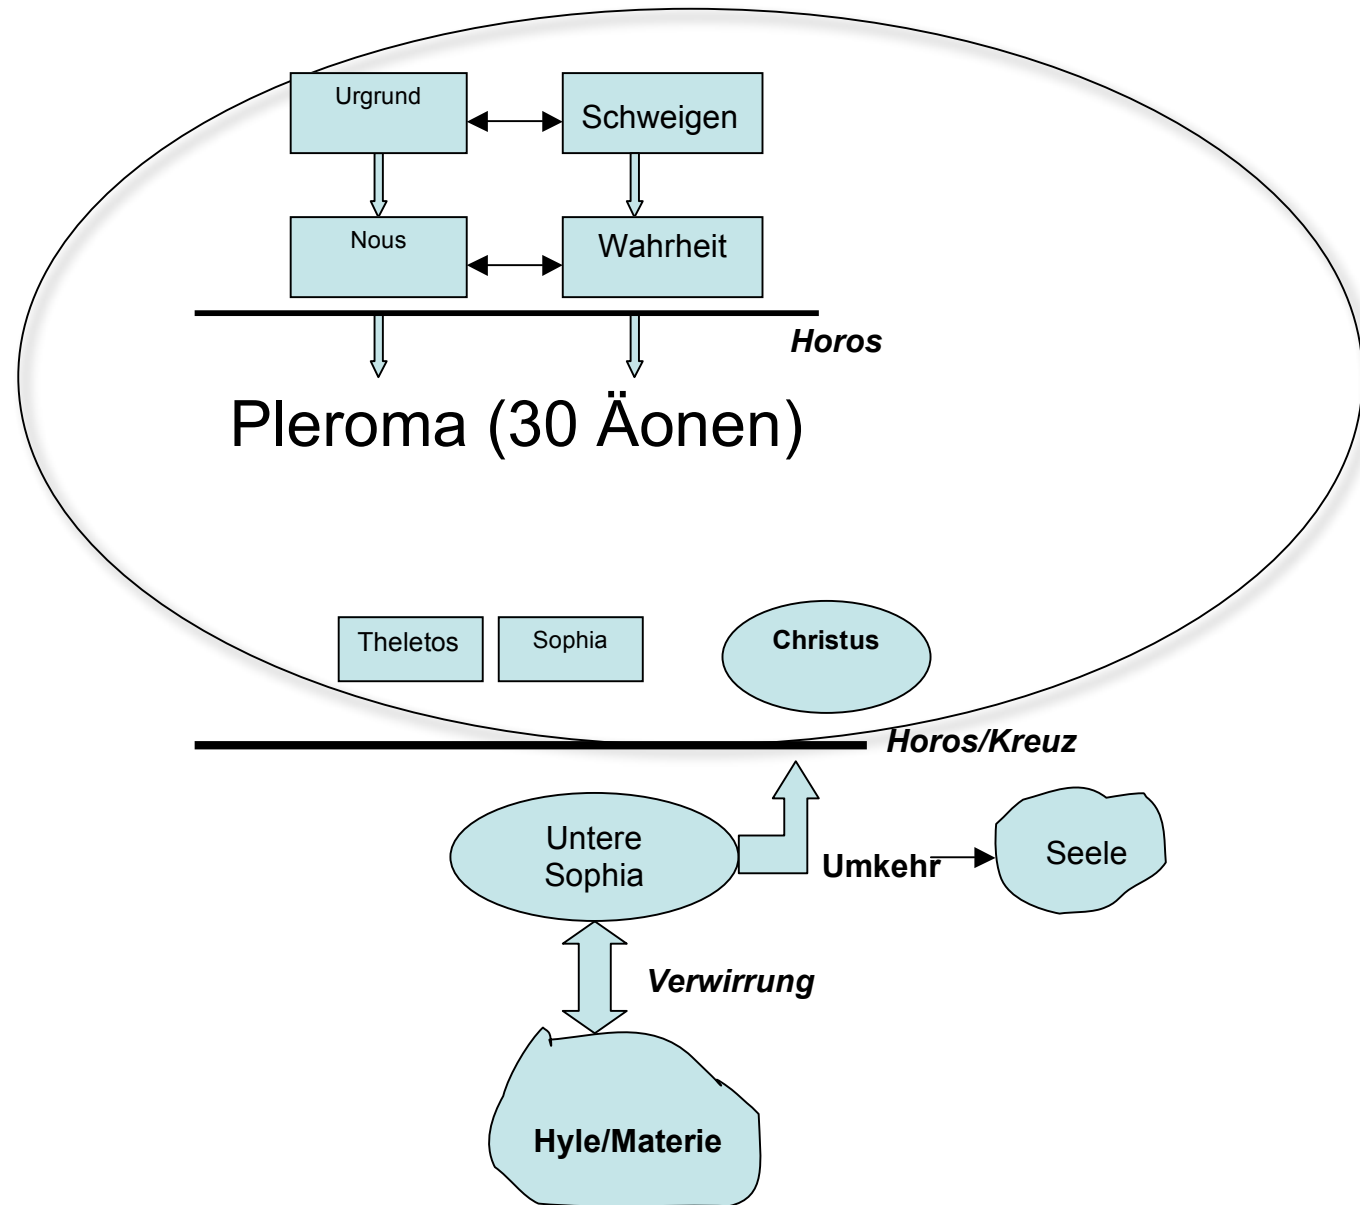 Urgrund
Schweigen
Nous
Wahrheit
Horos
Pleroma (30 Äonen)
Theletos
Sophia
Christus
Horos/Kreuz
Untere
Sophia
Umkehr
Seele
Verwirrung
Hyle/Materie